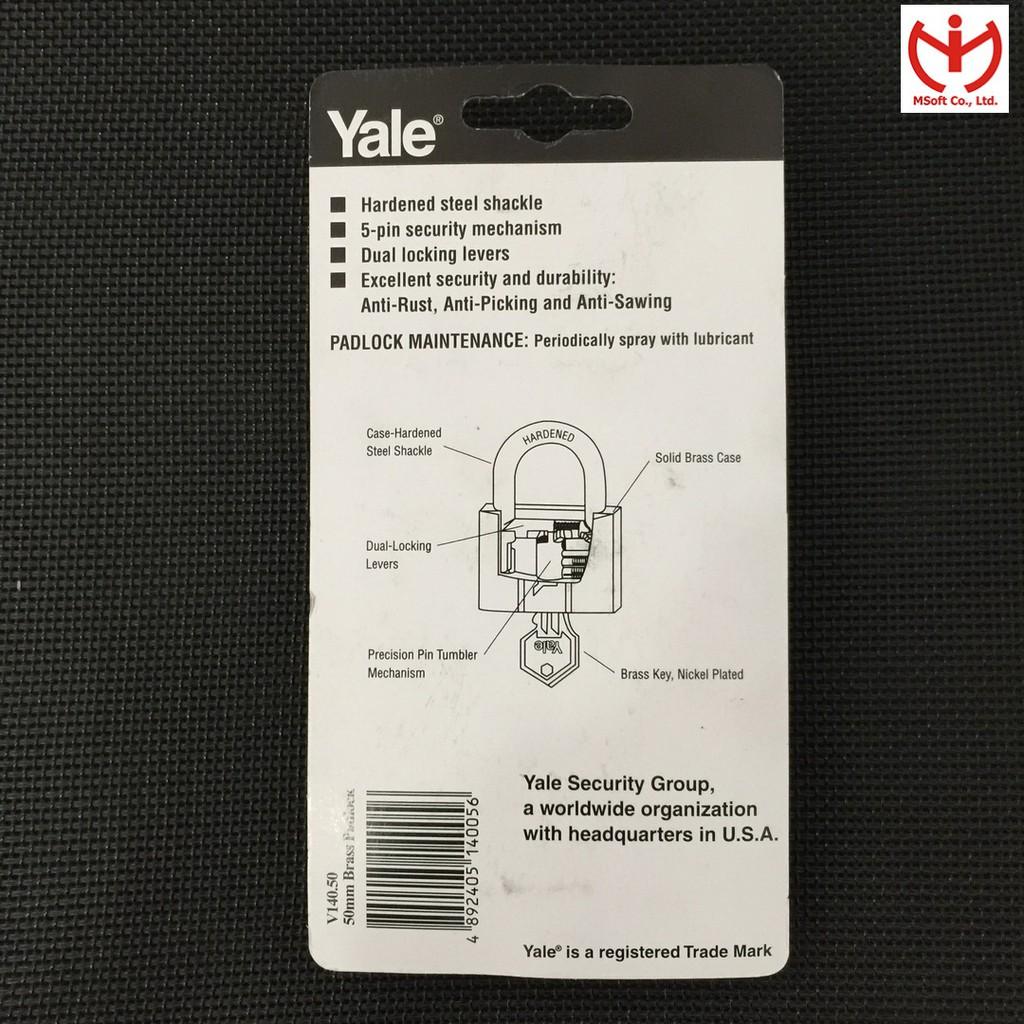 MSoft Co., Ltd.
Yale®
■ Hardened steel shackle
■ 5-pin security mechanism
■ Dual locking levers
■ Excellent security and durability:
Anti-Rust, Anti-Picking and Anti-Sawing
PADLOCK MAINTENANCE: Periodically spray with lubricant
Case-Hardened
Steel Shackle
HARDENED
Solid Brass Case
Dual-Locking
Levers
Precision Pin Tumbler
Mechanism
Yale
Brass Key, Nickel Plated
Yale Security Group,
a worldwide organization
with headquarters in U.S.A.
V140.50
50mm Brass Padlock
4 892405 140056
Yale® is a registered Trade Mark